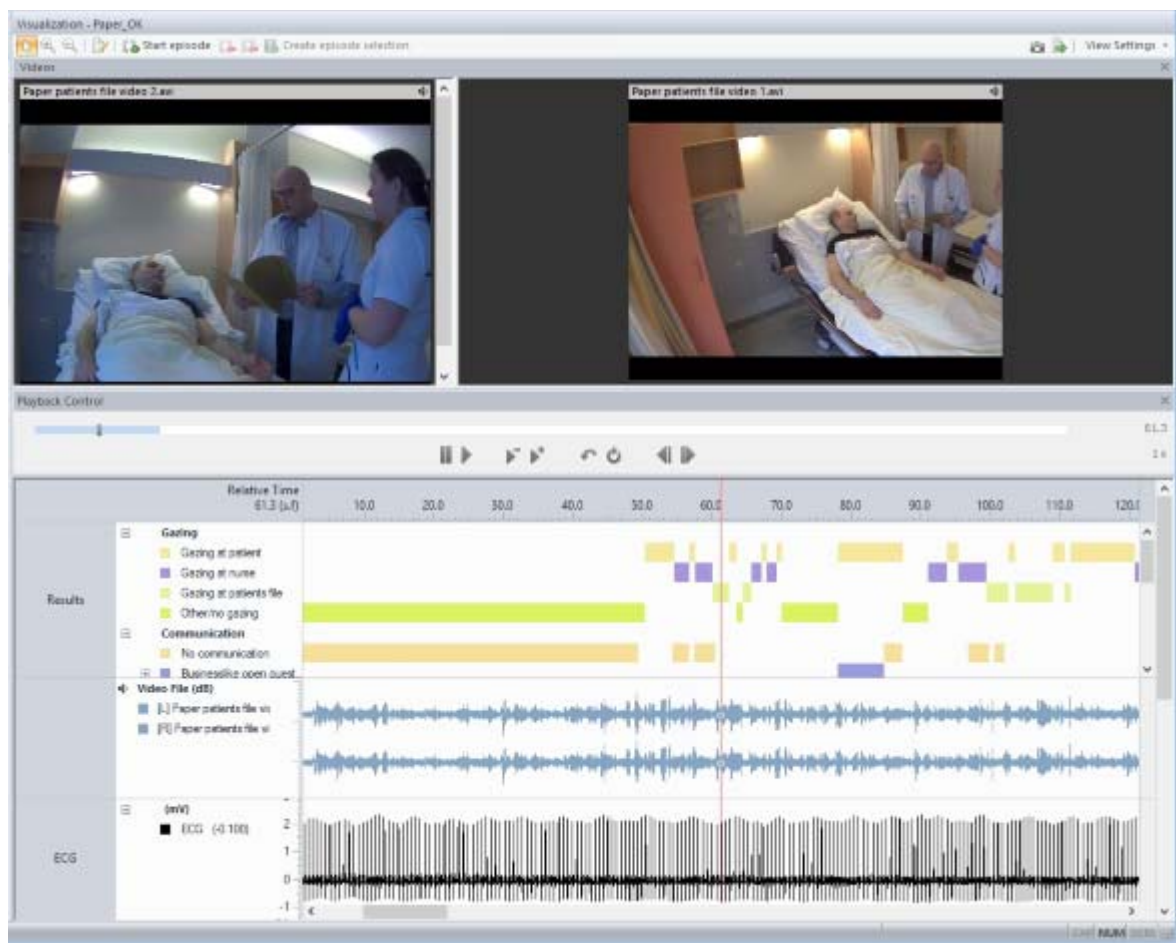 Visualization - Paper_OK
Start episode Create episode selection View Settings
Videos
Paper patients file video 2.avi
Paper patients file video 1.avi
Playback Control
61.3
1 x
Relative Time
61.3 (s.f) 10.0 20.0 30.0 40.0 50.0 60.0 70.0 80.0 90.0 100.0 110.0 120.0
Gazing
Gazing at patient
Gazing at nurse
Gazing at patients file
Other/no gazing
Results
Communication
No communication
Businesslike open quest
Video File (dB)
[L] Paper patients file vi
[R] Paper patients file vi
(mV)
ECG (-0.100)
2
1
0
-1
ECG
NUM